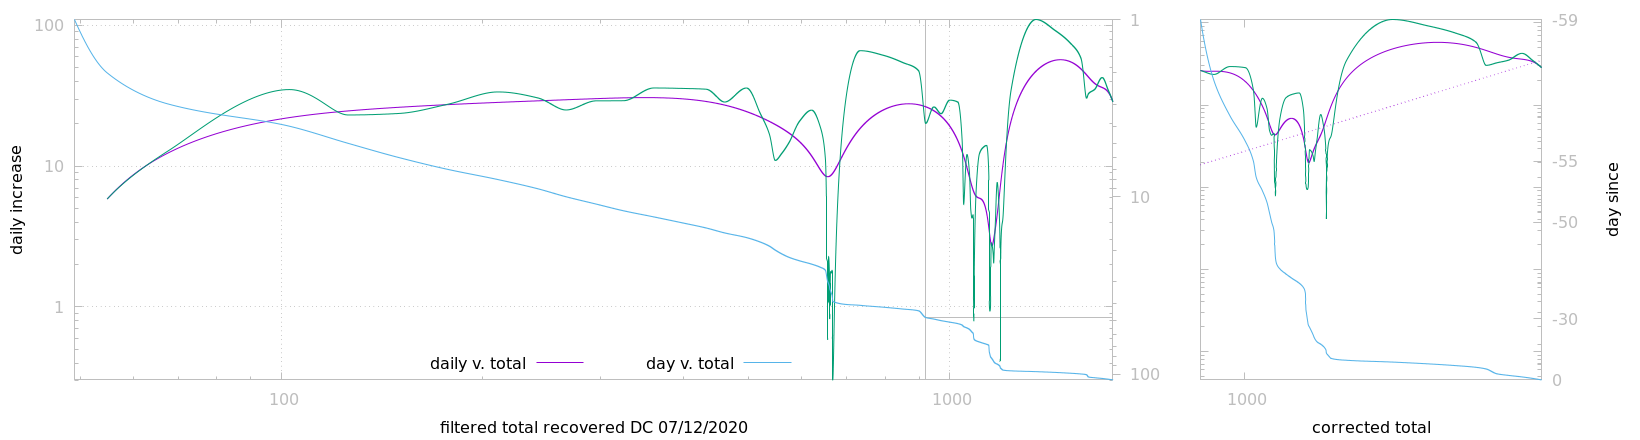 100
10
1
daily increase
daily v. total
day v. total
100
1000
filtered total recovered DC 07/12/2020
1
10
100
1000
corrected total
-59
-55
-50
-30
0
day since